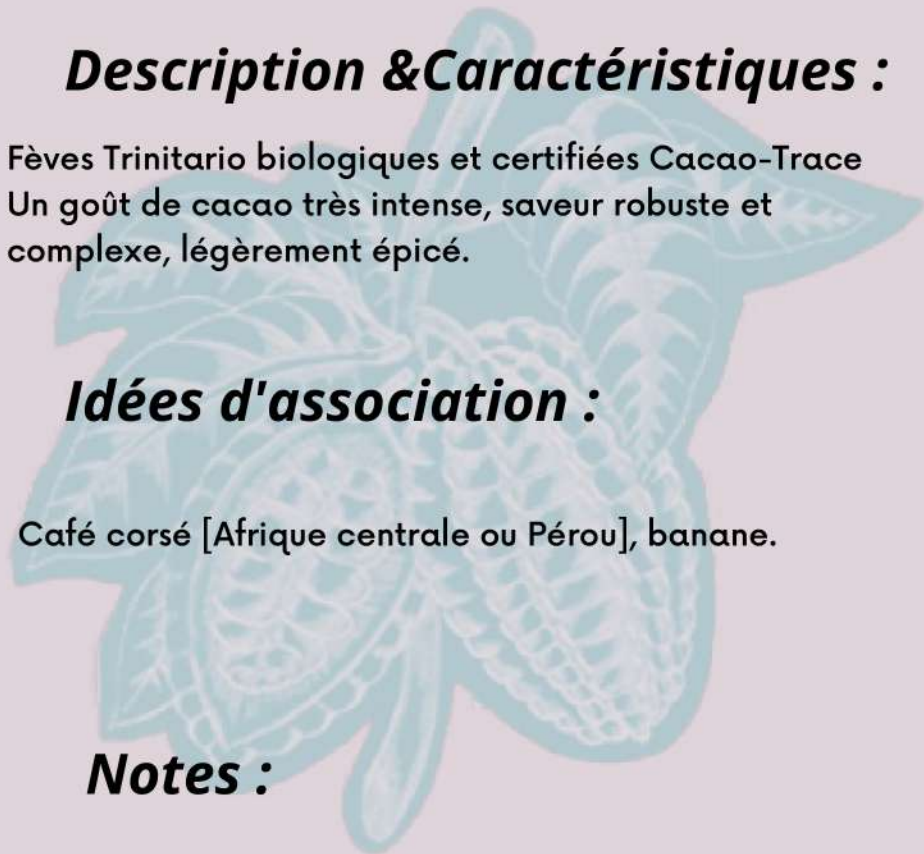 Description &Caractéristiques :
Fèves Trinitario biologiques et certifiées Cacao-Trace
Un goût de cacao très intense, saveur robuste et
complexe, légèrement épicé.
Idées d'association :
Café corsé [Afrique centrale ou Pérou], banane.
Notes :